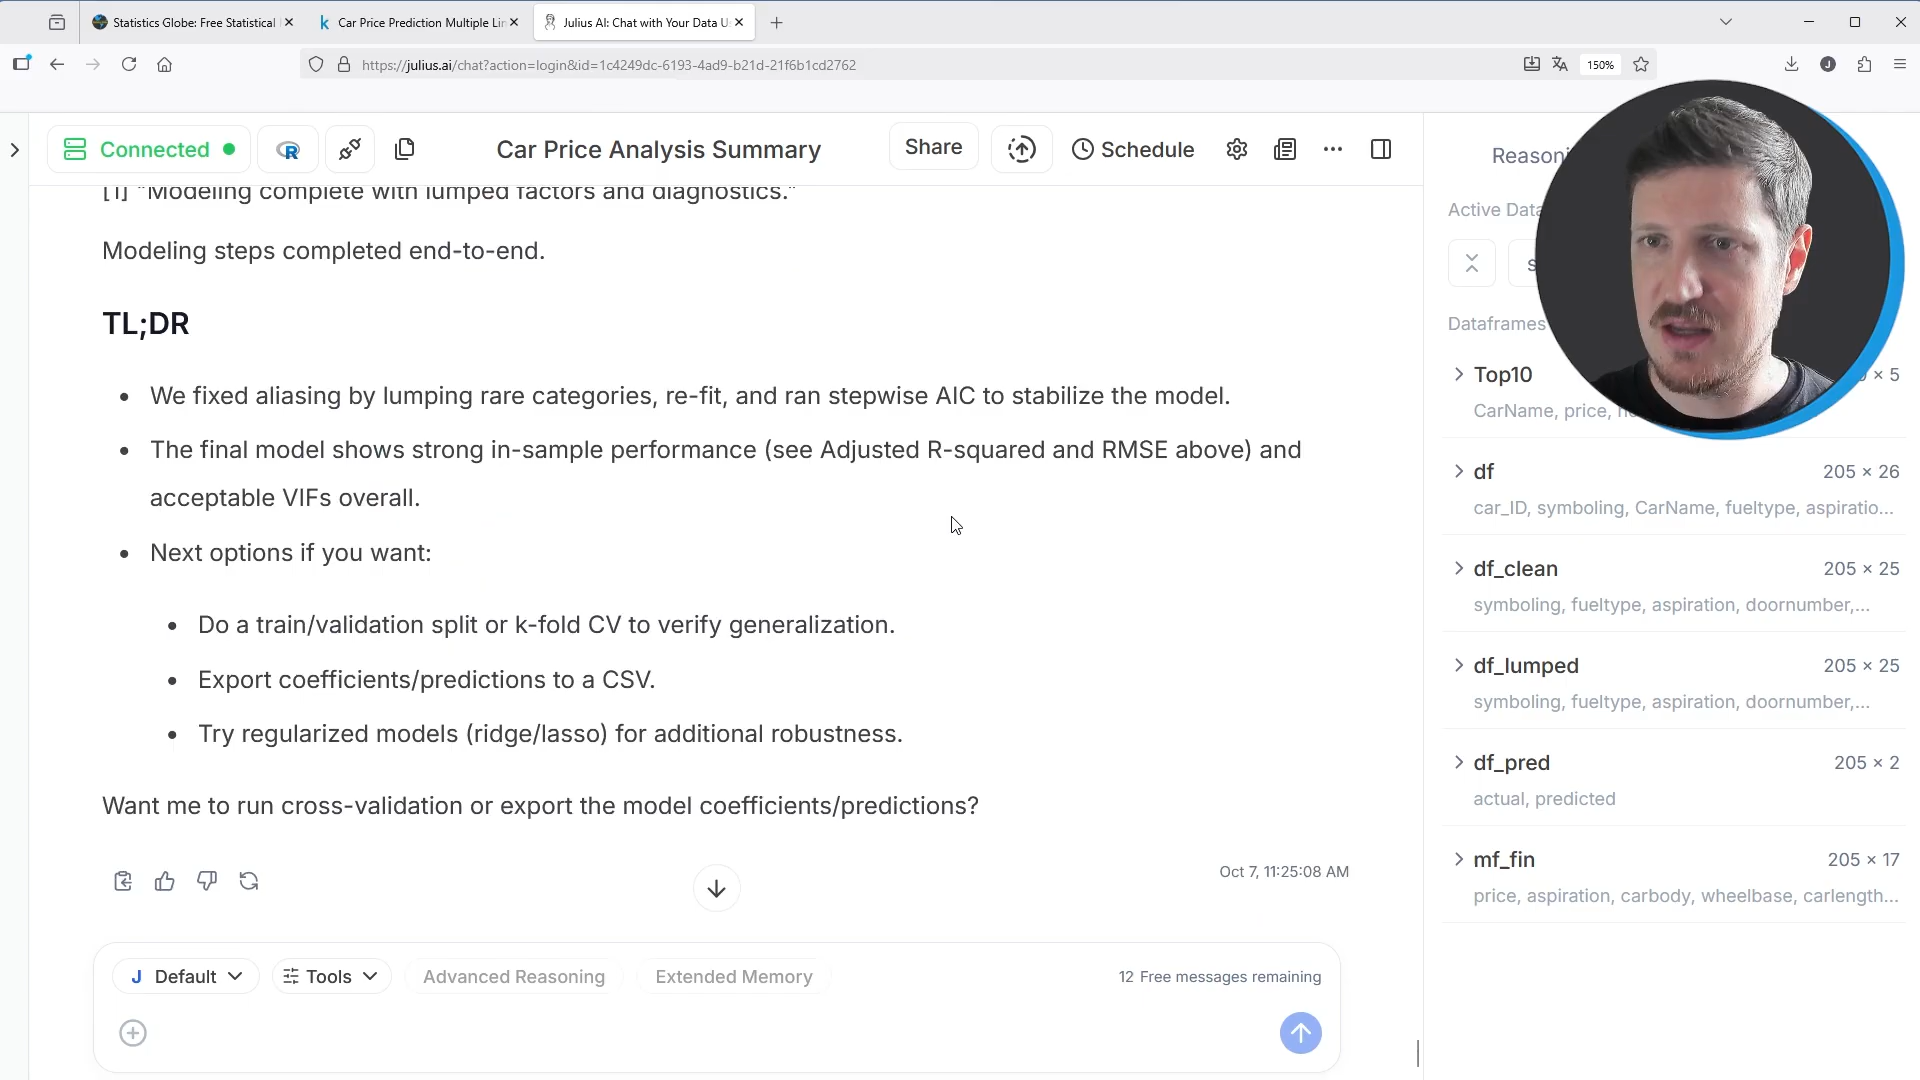 Statistics Globe: Free Statistical
Car Price Prediction Multiple Lin
Julius AI: Chat with Your Data U
https://julius.ai/chat?action=login&id=1c4249dc-6193-4ad9-b21d-21f6b1cd2762
150%
J
Connected
R
Car Price Analysis Summary
Share
Schedule
[1] "Modeling complete with lumped factors and diagnostics."
Modeling steps completed end-to-end.
TL;DR
We fixed aliasing by lumping rare categories, re-fit, and ran stepwise AIC to stabilize the model.
The final model shows strong in-sample performance (see Adjusted R-squared and RMSE above) and
acceptable VIFs overall.
Next options if you want:
Do a train/validation split or k-fold CV to verify generalization.
Export coefficients/predictions to a CSV.
Try regularized models (ridge/lasso) for additional robustness.
Want me to run cross-validation or export the model coefficients/predictions?
Oct 7, 11:25:08 AM
J Default
Tools
Advanced Reasoning
Extended Memory
12 Free messages remaining
Active Data
Dataframes
Top10
× 5
CarName, price,
df
205 × 26
car_ID, symboling, CarName, fueltype, aspiratio...
df_clean
205 × 25
symboling, fueltype, aspiration, doornumber,...
df_lumped
205 × 25
symboling, fueltype, aspiration, doornumber,...
df_pred
205 × 2
actual, predicted
mf_fin
205 × 17
price, aspiration, carbody, wheelbase, carlength...